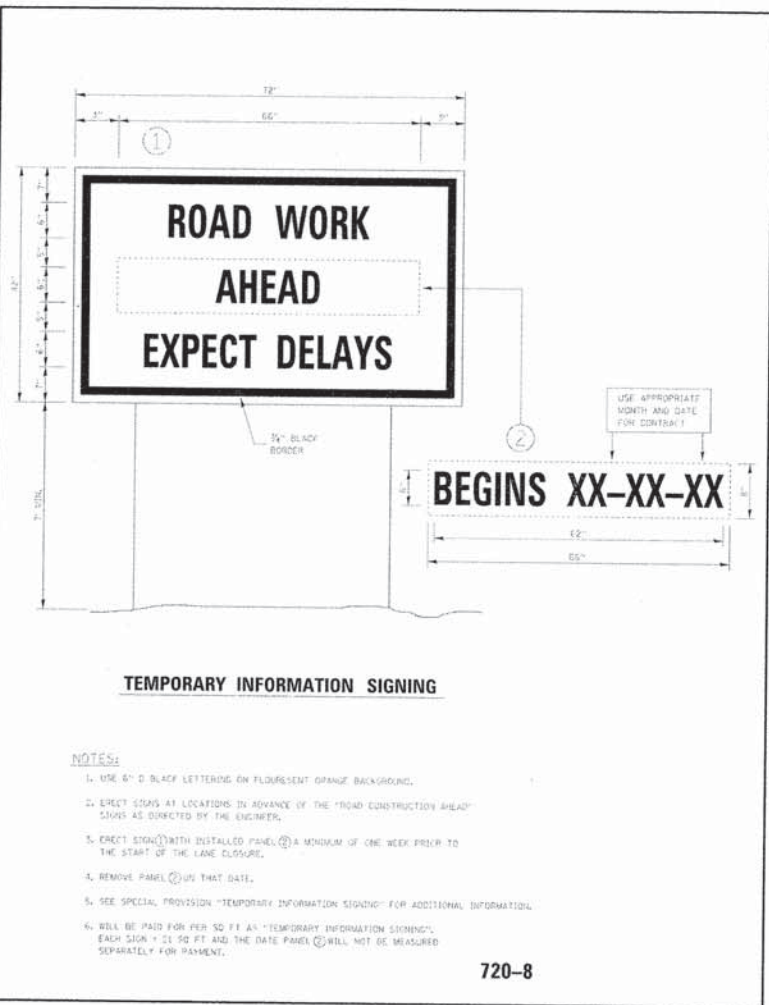 72"
3" 66" 3"
1
7"
6"
5"
6"
5"
6"
7"
42"
ROAD WORK
AHEAD
EXPECT DELAYS
BLACK
BORDER
7' MIN.
2
USE APPROPRIATE
MONTH AND DATE
FOR CONTRACT
6"
BEGINS XX–XX–XX
8"
62"
66"
TEMPORARY INFORMATION SIGNING
NOTES:
1. USE 6" D BLACK LETTERING ON FLOURESENT ORANGE BACKGROUND.
2. ERECT SIGNS AT LOCATIONS IN ADVANCE OF THE "ROAD CONSTRUCTION AHEAD"
SIGNS AS DIRECTED BY THE ENGINEER.
3. ERECT SIGN 1 WITH INSTALLED PANEL 2 A MINIMUM OF ONE WEEK PRIOR TO
THE START OF THE LANE CLOSURE.
4. REMOVE PANEL 2 ON THAT DATE.
5. SEE SPECIAL PROVISION "TEMPORARY INFORMATION SIGNING" FOR ADDITIONAL INFORMATION.
6. WILL BE PAID FOR PER SQ FT AS "TEMPORARY INFORMATION SIGNING".
EACH SIGN = 21 SQ FT AND THE DATE PANEL 2 WILL NOT BE MEASURED
SEPARATELY FOR PAYMENT.
720–8